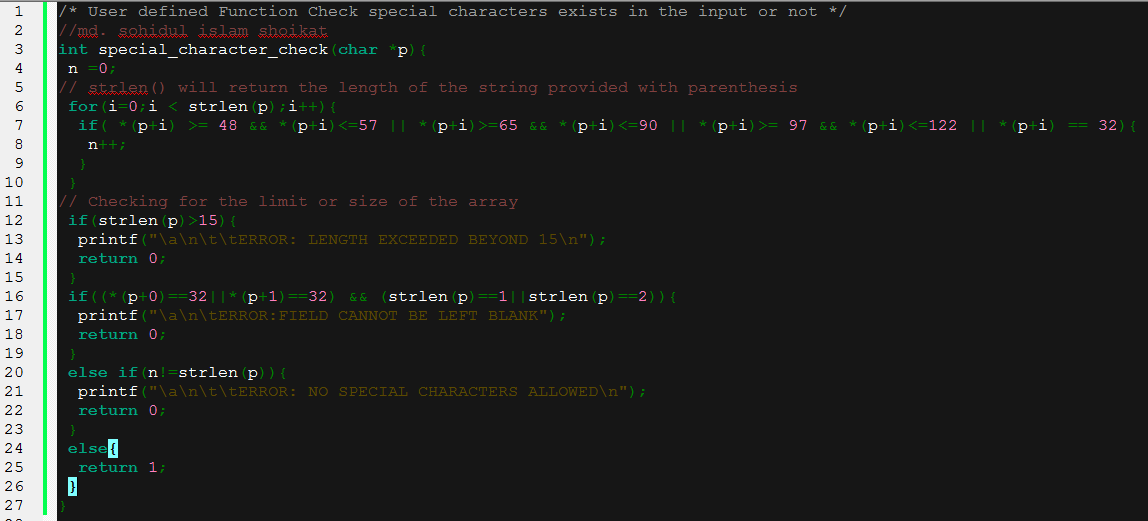 1 /* User defined Function Check special characters exists in the input or not */
2 //md. sohidul islam shoikat
3 int special_character_check(char *p){
4 n =0;
5 // strlen() will return the length of the string provided with parenthesis
6 for(i=0;i < strlen(p);i++){
7 if( *(p+i) >= 48 && *(p+i)<=57 || *(p+i)>=65 && *(p+i)<=90 || *(p+i)>= 97 && *(p+i)<=122 || *(p+i) == 32){
8 n++;
9 }
10 }
11 // Checking for the limit or size of the array
12 if(strlen(p)>15){
13 printf("\a\n\t\tERROR: LENGTH EXCEEDED BEYOND 15\n");
14 return 0;
15 }
16 if((*(p+0)==32||*(p+1)==32) && (strlen(p)==1||strlen(p)==2)){
17 printf("\a\n\tERROR:FIELD CANNOT BE LEFT BLANK");
18 return 0;
19 }
20 else if(n!=strlen(p)){
21 printf("\a\n\t\tERROR: NO SPECIAL CHARACTERS ALLOWED\n");
22 return 0;
23 }
24 else{
25 return 1;
26 }
27 }